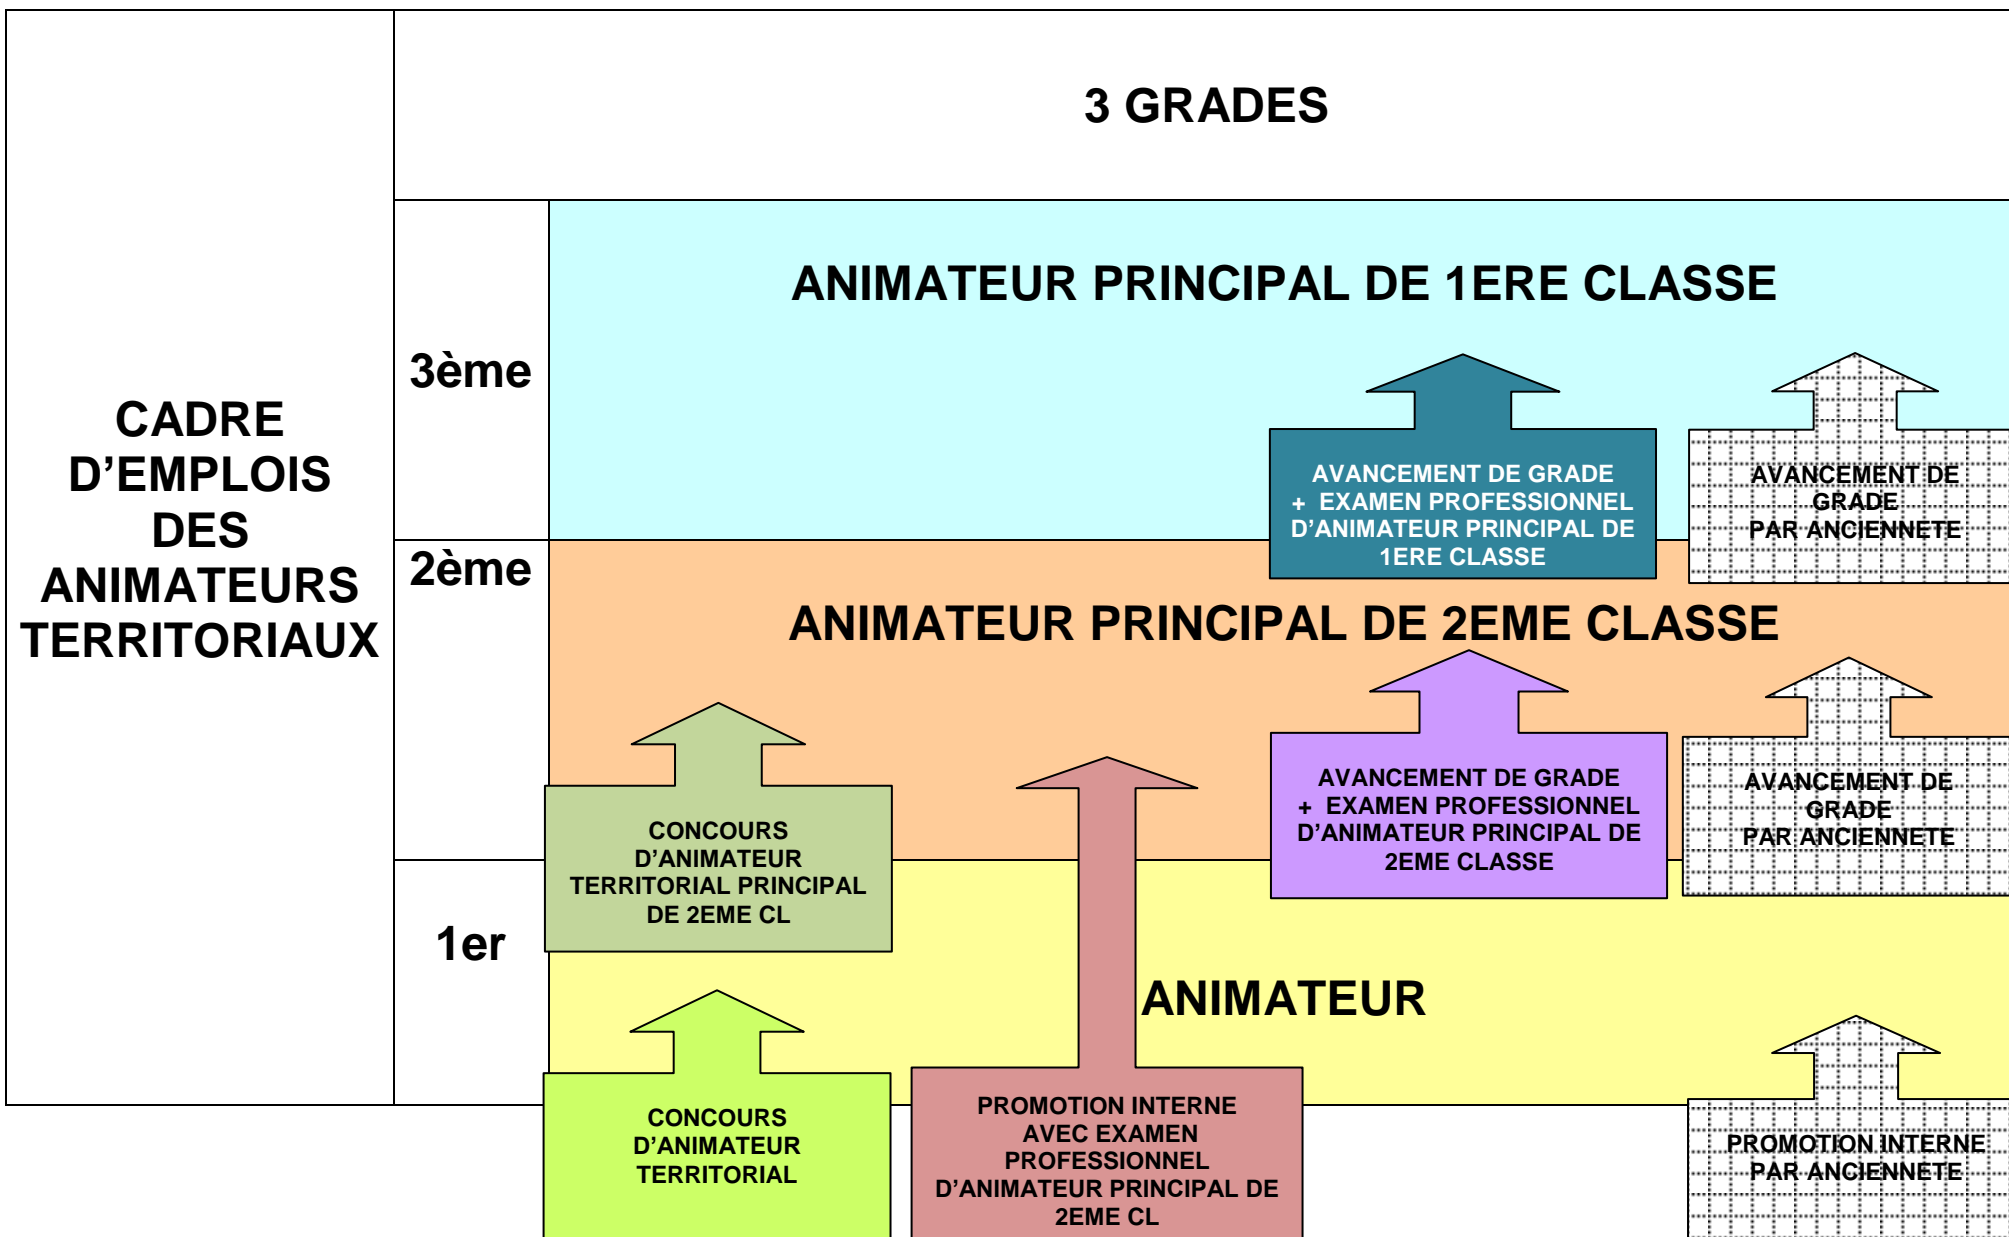 3 GRADES
CADRE
D’EMPLOIS
DES
ANIMATEURS
TERRITORIAUX
3ème
ANIMATEUR PRINCIPAL DE 1ERE CLASSE
AVANCEMENT DE GRADE
+ EXAMEN PROFESSIONNEL
D’ANIMATEUR PRINCIPAL DE
1ERE CLASSE
AVANCEMENT DE
GRADE
PAR ANCIENNETE
2ème
ANIMATEUR PRINCIPAL DE 2EME CLASSE
CONCOURS
D’ANIMATEUR
TERRITORIAL PRINCIPAL
DE 2EME CL
AVANCEMENT DE GRADE
+ EXAMEN PROFESSIONNEL
D’ANIMATEUR PRINCIPAL DE
2EME CLASSE
AVANCEMENT DE
GRADE
PAR ANCIENNETE
1er
ANIMATEUR
CONCOURS
D’ANIMATEUR
TERRITORIAL
PROMOTION INTERNE
AVEC EXAMEN
PROFESSIONNEL
D’ANIMATEUR PRINCIPAL DE
2EME CL
PROMOTION INTERNE
PAR ANCIENNETE